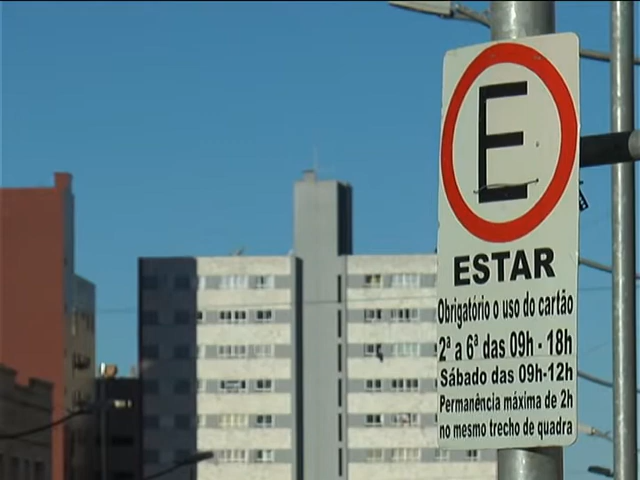 E
ESTAR
Obrigatório o uso do cartão
2ª a 6ª das 09h - 18h
Sábado das 09h-12h
Permanência máxima de 2h
no mesmo trecho de quadra